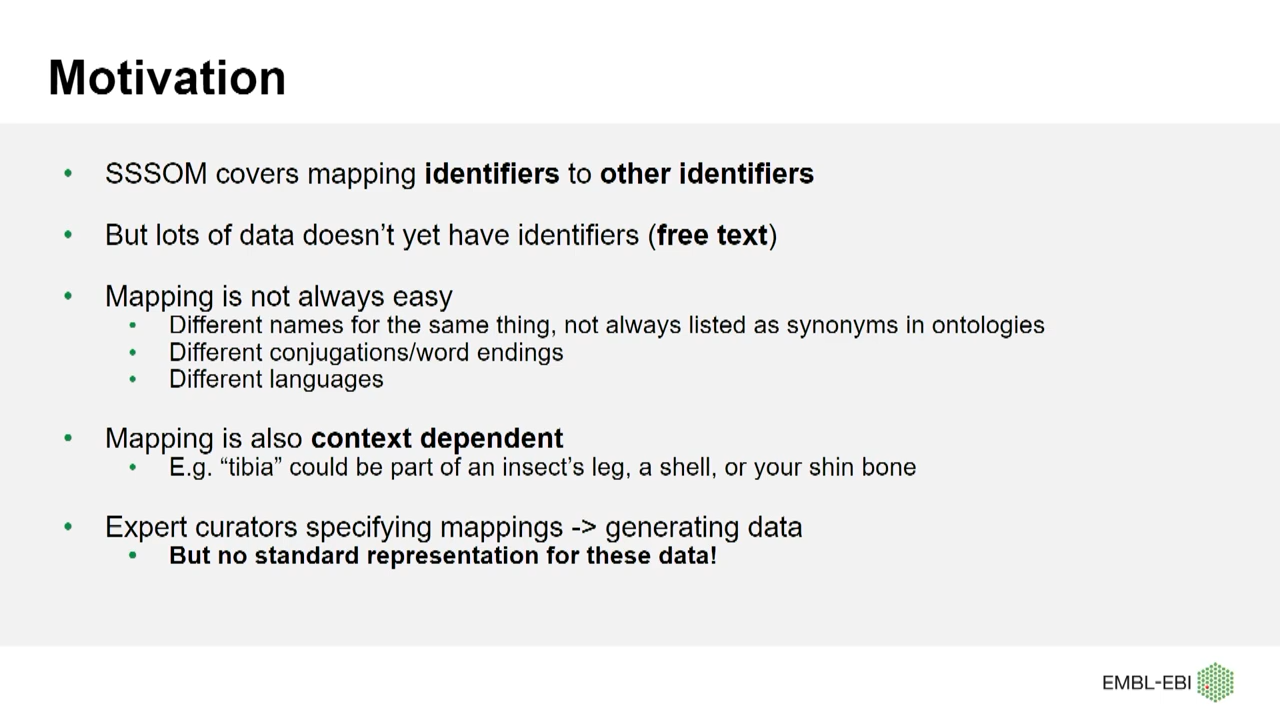 Motivation
SSSOM covers mapping identifiers to other identifiers
But lots of data doesn’t yet have identifiers (free text)
Mapping is not always easy
Different names for the same thing, not always listed as synonyms in ontologies
Different conjugations/word endings
Different languages
Mapping is also context dependent
E.g. “tibia” could be part of an insect’s leg, a shell, or your shin bone
Expert curators specifying mappings -> generating data
But no standard representation for these data!
EMBL-EBI